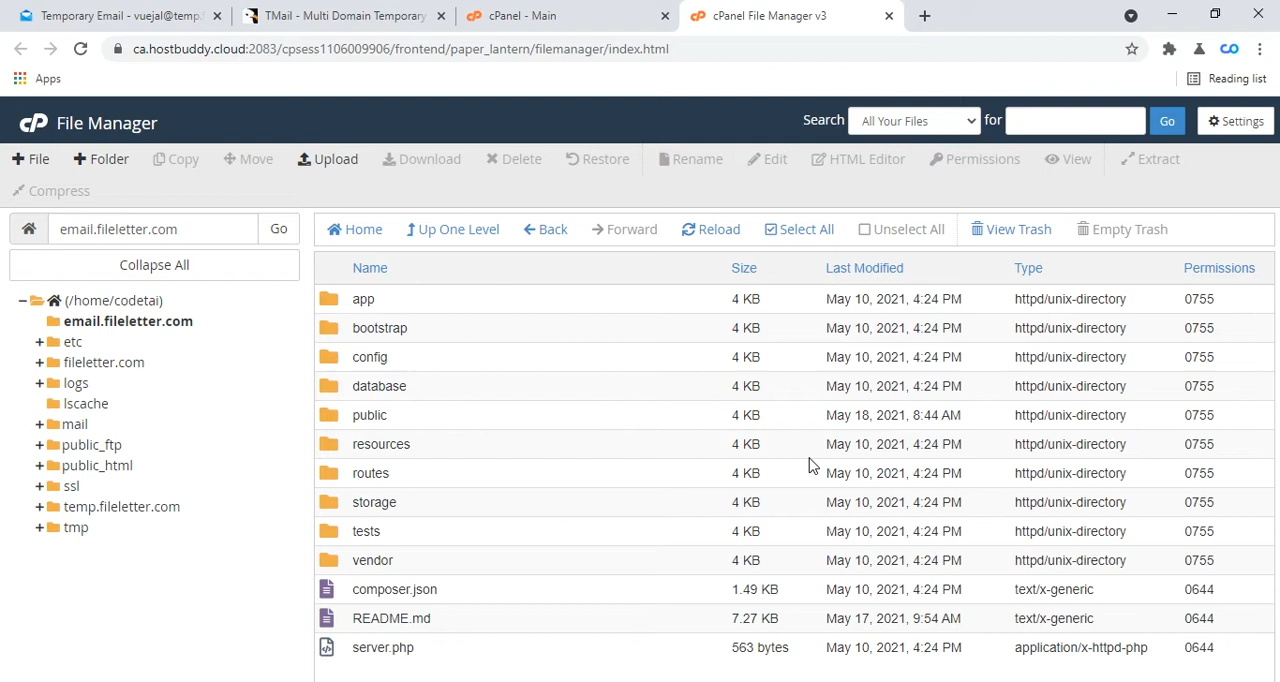 Temporary Email - vuejal@temp.
TMail - Multi Domain Temporary
cPanel - Main
cPanel File Manager v3
ca.hostbuddy.cloud:2083/cpsess1106009906/frontend/paper_lantern/filemanager/index.html
Apps
Reading list
cP File Manager
Search All Your Files for Go Settings
File Folder Copy Move Upload Download Delete Restore Rename Edit HTML Editor Permissions View Extract
Compress
email.fileletter.com Go
Home Up One Level Back Forward Reload Select All Unselect All View Trash Empty Trash
Collapse All
(/home/codetai)
email.fileletter.com
etc
fileletter.com
logs
lscache
mail
public_ftp
public_html
ssl
temp.fileletter.com
tmp
Name Size Last Modified Type Permissions
app 4 KB May 10, 2021, 4:24 PM httpd/unix-directory 0755
bootstrap 4 KB May 10, 2021, 4:24 PM httpd/unix-directory 0755
config 4 KB May 10, 2021, 4:24 PM httpd/unix-directory 0755
database 4 KB May 10, 2021, 4:24 PM httpd/unix-directory 0755
public 4 KB May 18, 2021, 8:44 AM httpd/unix-directory 0755
resources 4 KB May 10, 2021, 4:24 PM httpd/unix-directory 0755
routes 4 KB May 10, 2021, 4:24 PM httpd/unix-directory 0755
storage 4 KB May 10, 2021, 4:24 PM httpd/unix-directory 0755
tests 4 KB May 10, 2021, 4:24 PM httpd/unix-directory 0755
vendor 4 KB May 10, 2021, 4:24 PM httpd/unix-directory 0755
composer.json 1.49 KB May 10, 2021, 4:24 PM text/x-generic 0644
README.md 7.27 KB May 17, 2021, 9:54 AM text/x-generic 0644
server.php 563 bytes May 10, 2021, 4:24 PM application/x-httpd-php 0644